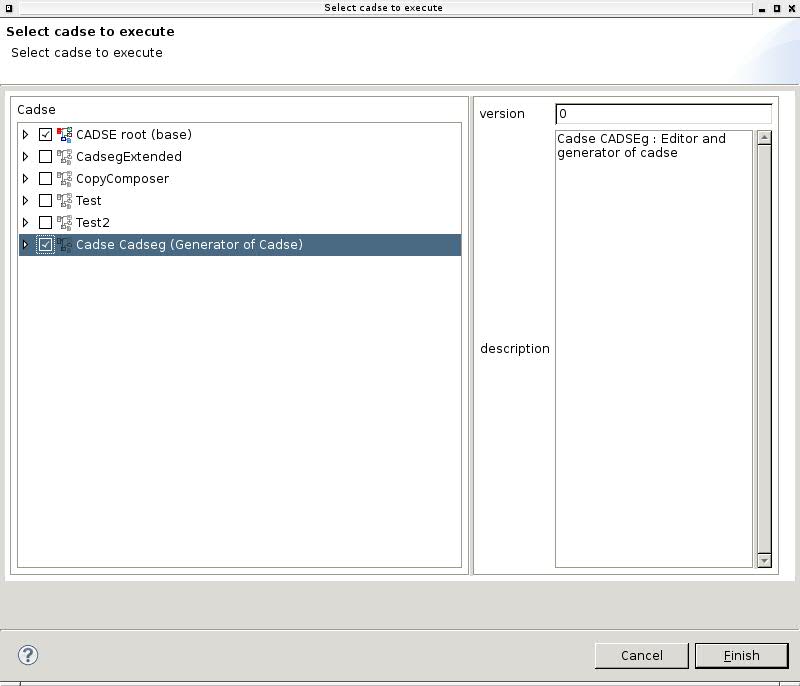 Select cadse to execute
Select cadse to execute
Select cadse to execute
Cadse
CADSE root (base)
CadsegExtended
CopyComposer
Test
Test2
Cadse Cadseg (Generator of Cadse)
version
0
description
Cadse CADSEg : Editor and
generator of cadse
?
Cancel
Finish